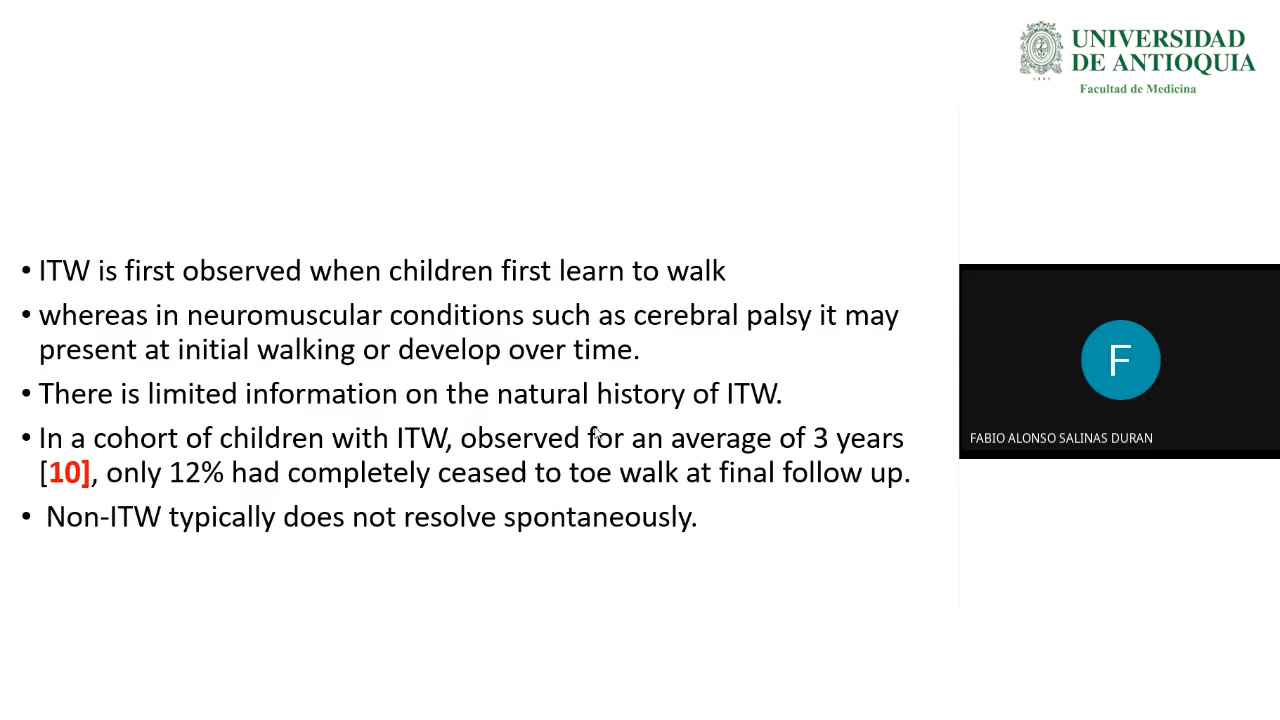 UNIVERSIDAD
DE ANTIOQUIA
1803
Facultad de Medicina
• ITW is first observed when children first learn to walk
• whereas in neuromuscular conditions such as cerebral palsy it may
present at initial walking or develop over time.
• There is limited information on the natural history of ITW.
• In a cohort of children with ITW, observed for an average of 3 years
[10], only 12% had completely ceased to toe walk at final follow up.
• Non-ITW typically does not resolve spontaneously.
F
FABIO ALONSO SALINAS DURAN